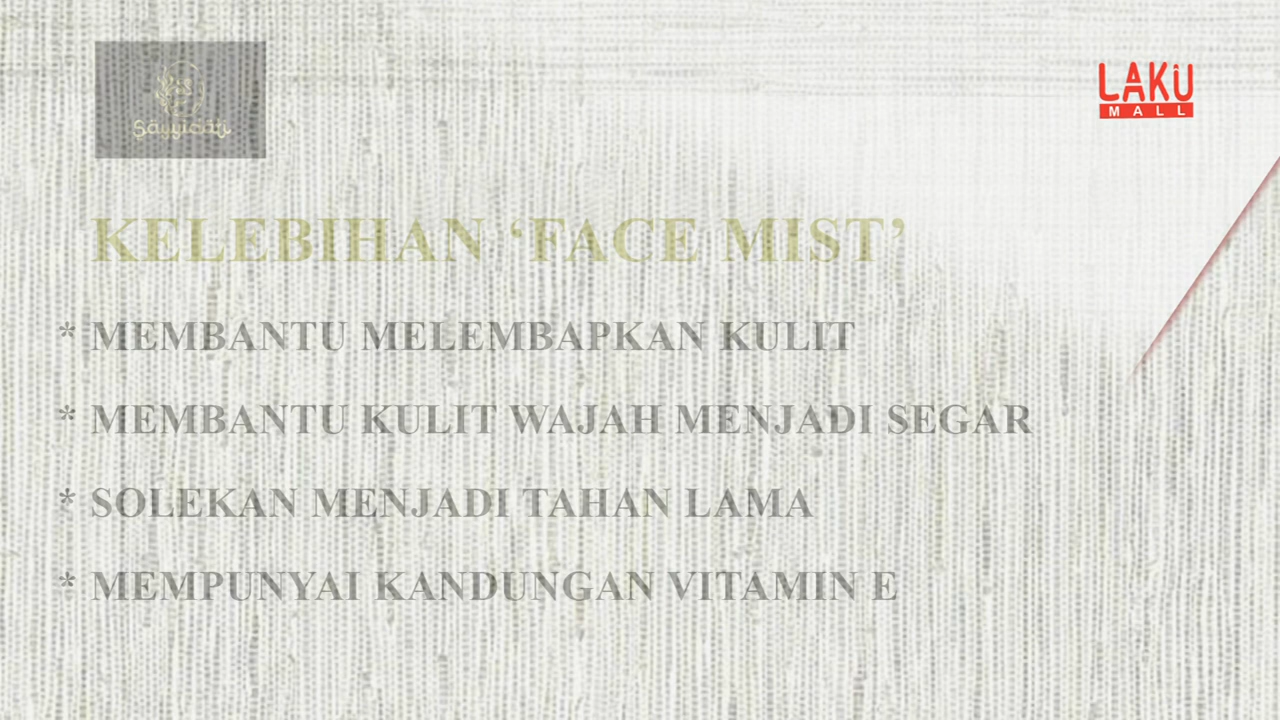 Sayyidati
LAKU
MALL
KELEBIHAN ‘FACE MIST’
* MEMBANTU MELEMBAPKAN KULIT
* MEMBANTU KULIT WAJAH MENJADI SEGAR
* SOLEKAN MENJADI TAHAN LAMA
* MEMPUNYAI KANDUNGAN VITAMIN E